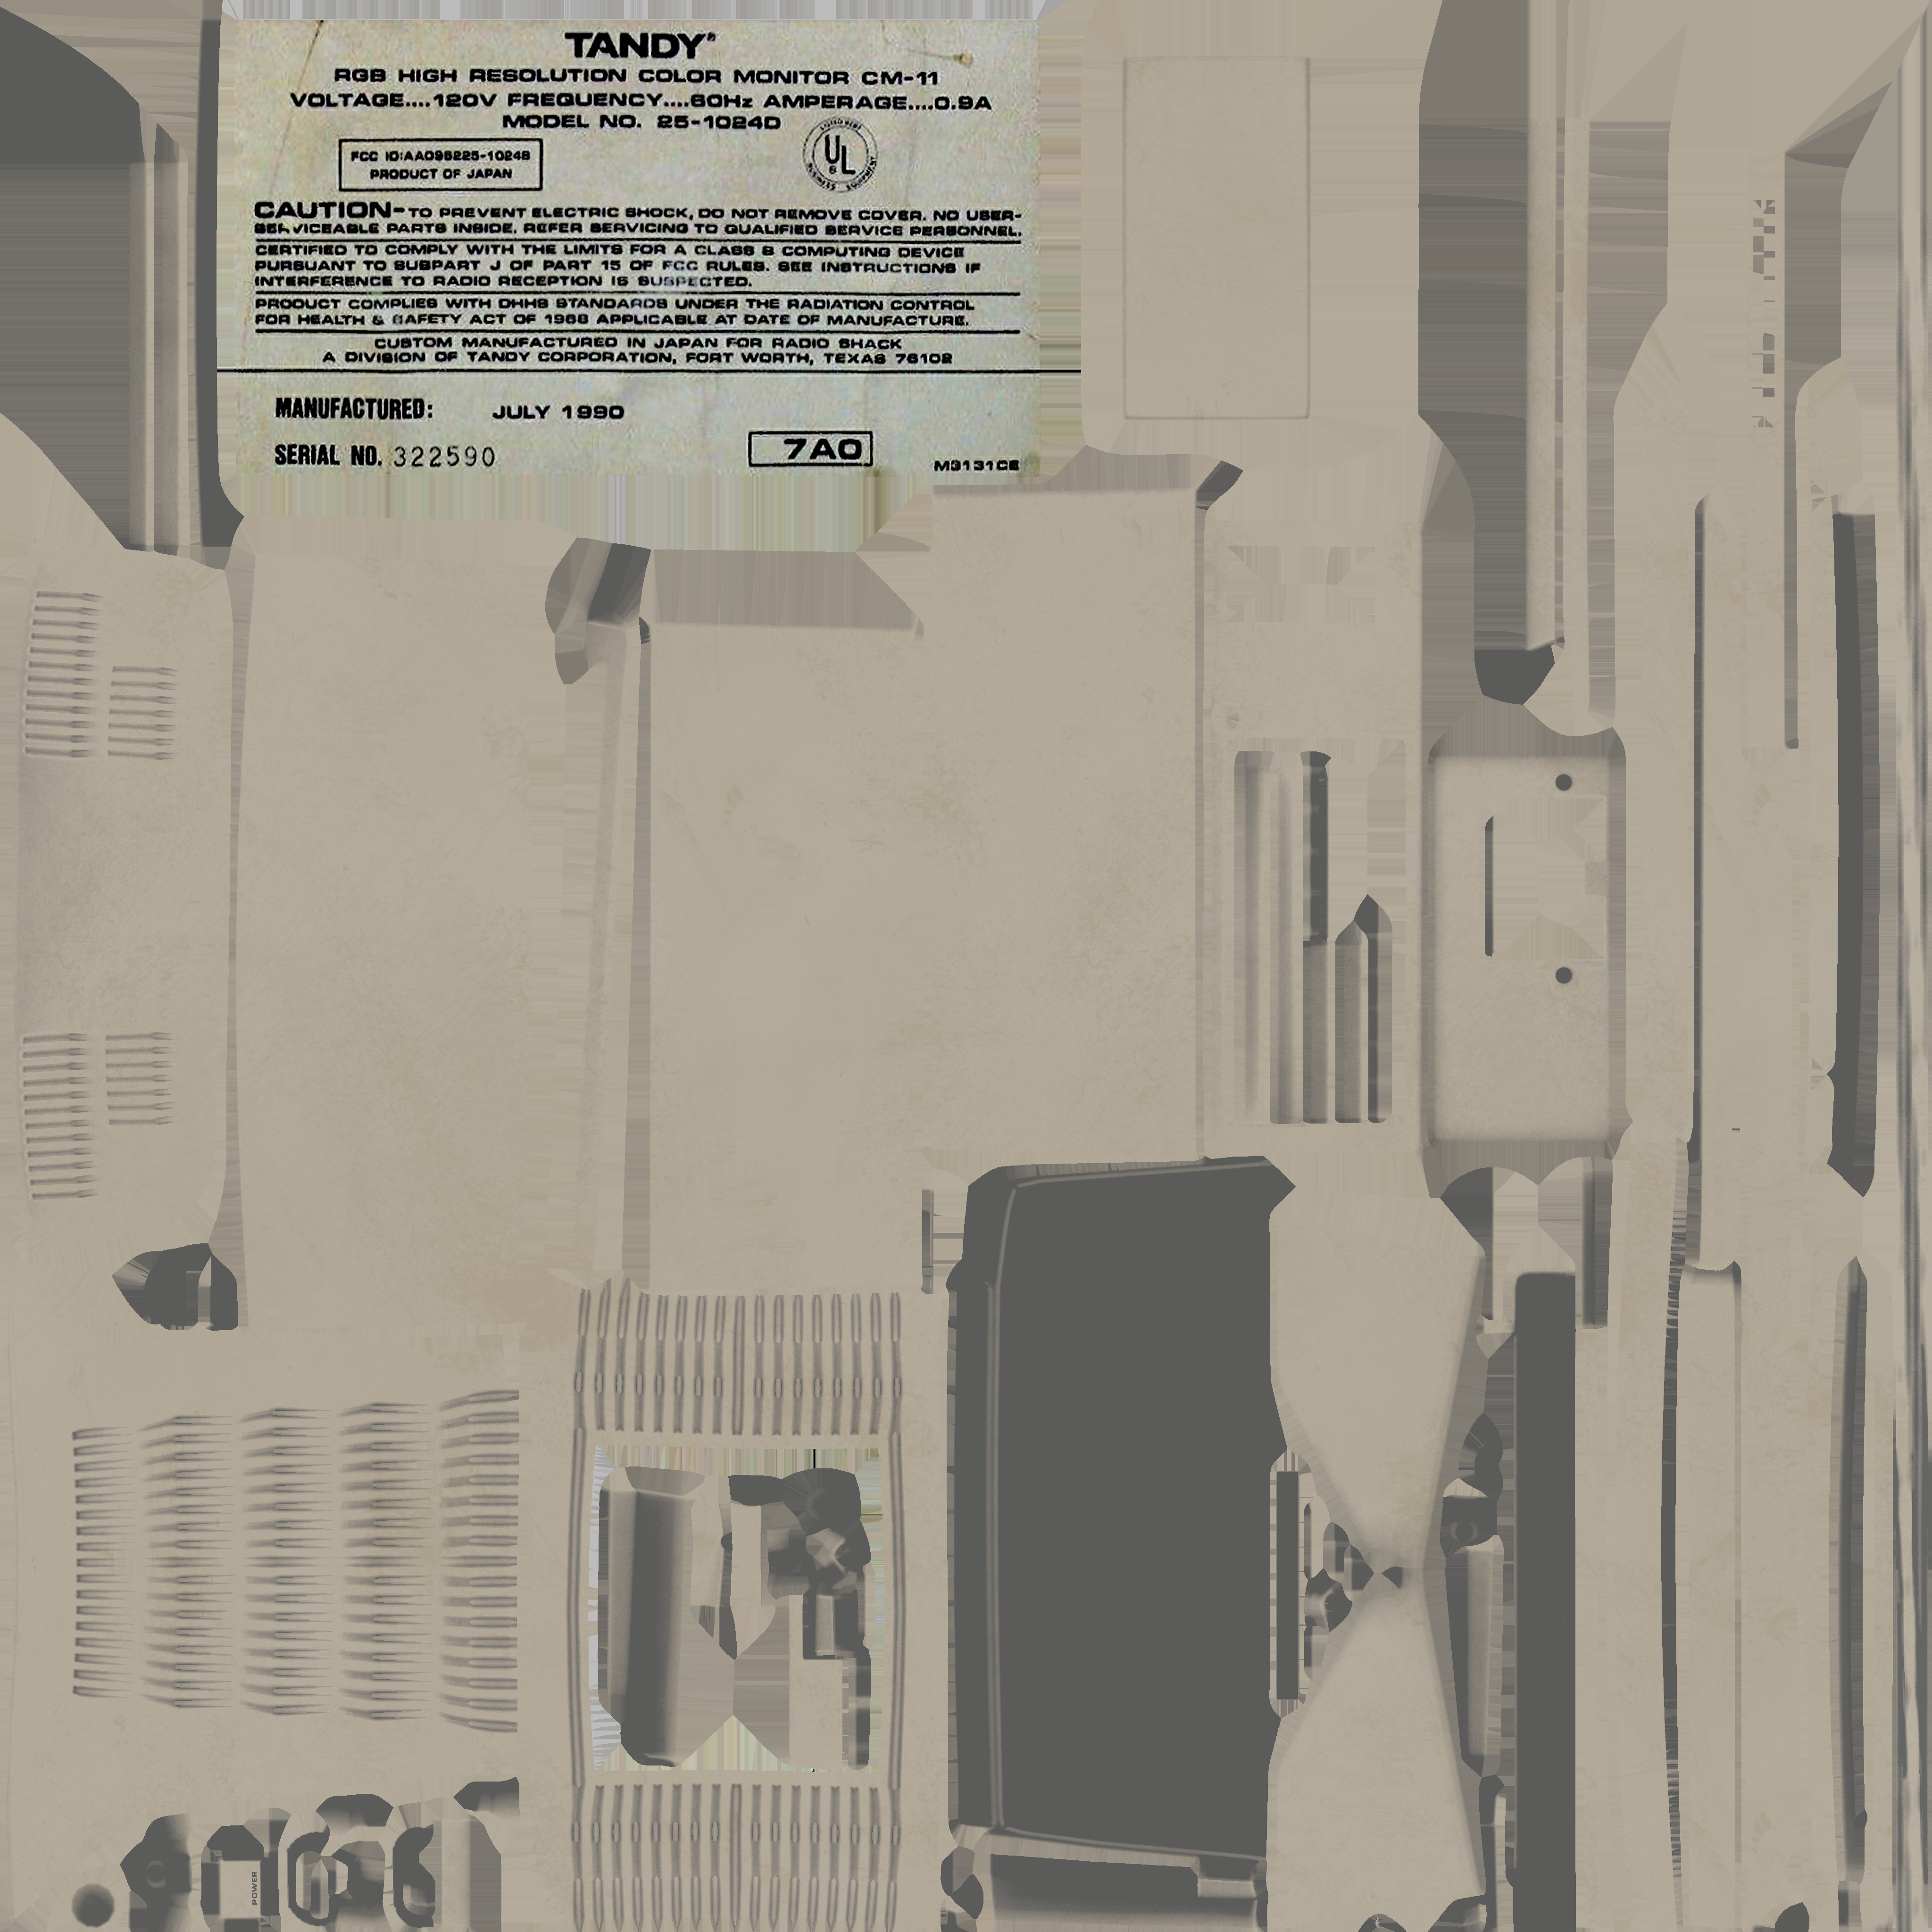 TANDY®
RGB HIGH RESOLUTION COLOR MONITOR CM-11
VOLTAGE....120V FREQUENCY....60Hz AMPERAGE....0.9A
MODEL NO. 25-1024D
FCC ID:AAO96225-1024B
PRODUCT OF JAPAN
UL
CAUTION-TO PREVENT ELECTRIC SHOCK, DO NOT REMOVE COVER. NO USER-
SERVICEABLE PARTS INSIDE. REFER SERVICING TO QUALIFIED SERVICE PERSONNEL.
CERTIFIED TO COMPLY WITH THE LIMITS FOR A CLASS B COMPUTING DEVICE
PURSUANT TO SUBPART J OF PART 15 OF FCC RULES. SEE INSTRUCTIONS IF
INTERFERENCE TO RADIO RECEPTION IS SUSPECTED.
PRODUCT COMPLIES WITH DHHS STANDARDS UNDER THE RADIATION CONTROL
FOR HEALTH & SAFETY ACT OF 1968 APPLICABLE AT DATE OF MANUFACTURE.
CUSTOM MANUFACTURED IN JAPAN FOR RADIO SHACK
A DIVISION OF TANDY CORPORATION, FORT WORTH, TEXAS 76102
MANUFACTURED: JULY 1990
SERIAL NO. 322590
7A0
M3131CE
POWER